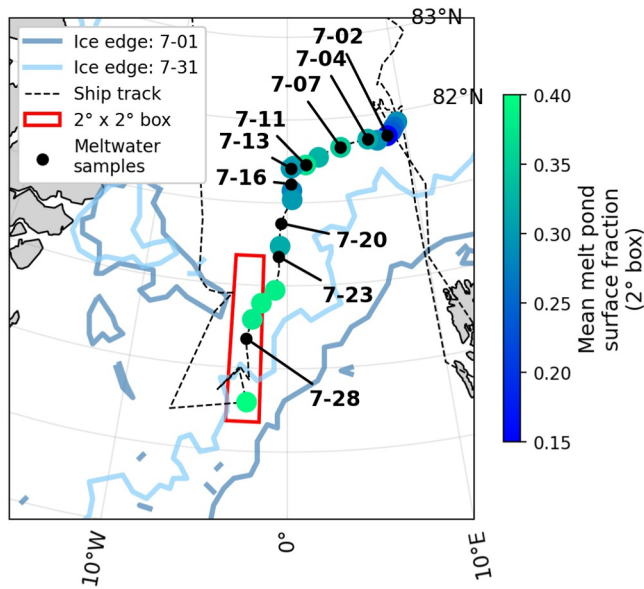 83°N
7-02
Ice edge: 7-01
7-04
Ice edge: 7-31
7-07
82°N
Ship track
0.40
2° x 2° box
7-11
Meltwater
samples
7-13
0.35
7-16
0.30
7-20
0.25
7-23
0.20
7-28
0.15
Mean melt pond
surface fraction
(2° box)
10°W
0°
10°E